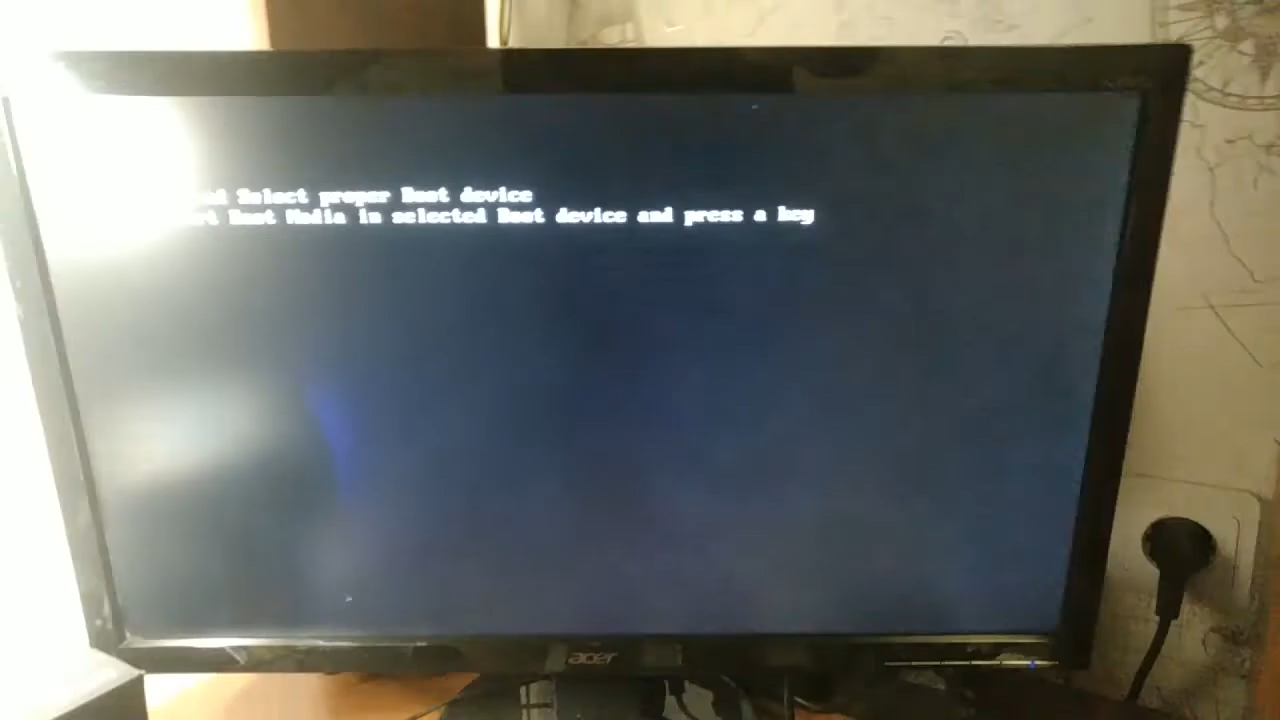 Select proper Boot device
Boot Media in selected Boot device and press a key
acer